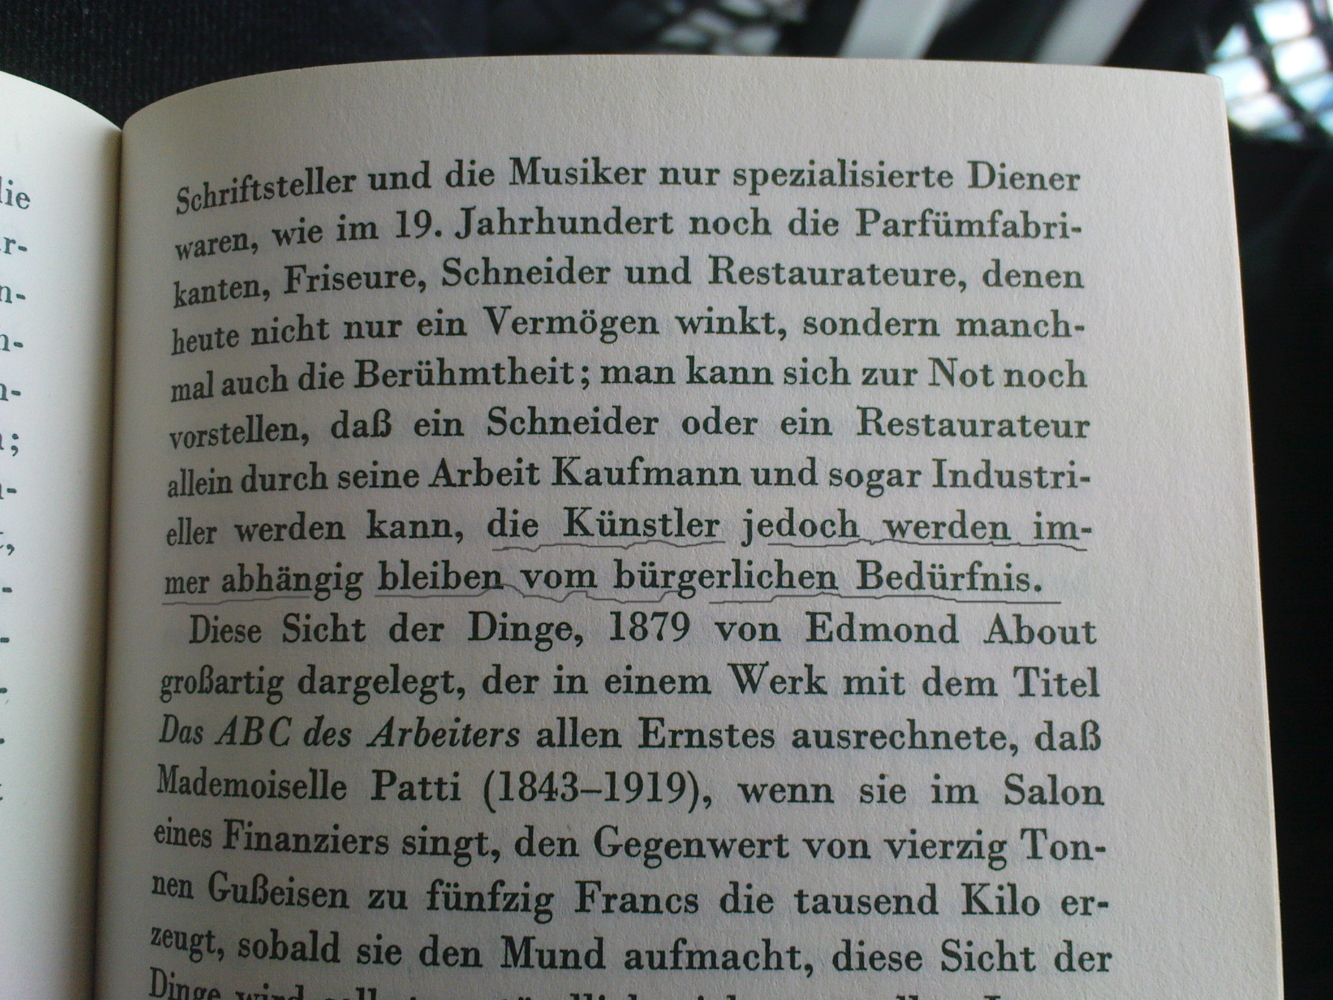 Schriftsteller und die Musiker nur spezialisierte Diener
waren, wie im 19. Jahrhundert noch die Parfümfabri-
kanten, Friseure, Schneider und Restaurateure, denen
heute nicht nur ein Vermögen winkt, sondern manch-
mal auch die Berühmtheit; man kann sich zur Not noch
vorstellen, daß ein Schneider oder ein Restaurateur
allein durch seine Arbeit Kaufmann und sogar Industri-
eller werden kann, die Künstler jedoch werden im-
mer abhängig bleiben vom bürgerlichen Bedürfnis.
Diese Sicht der Dinge, 1879 von Edmond About
großartig dargelegt, der in einem Werk mit dem Titel
Das ABC des Arbeiters allen Ernstes ausrechnete, daß
Mademoiselle Patti (1843–1919), wenn sie im Salon
eines Finanziers singt, den Gegenwert von vierzig Ton-
nen Gußeisen zu fünfzig Francs die tausend Kilo er-
zeugt, sobald sie den Mund aufmacht, diese Sicht der
Dinge wird